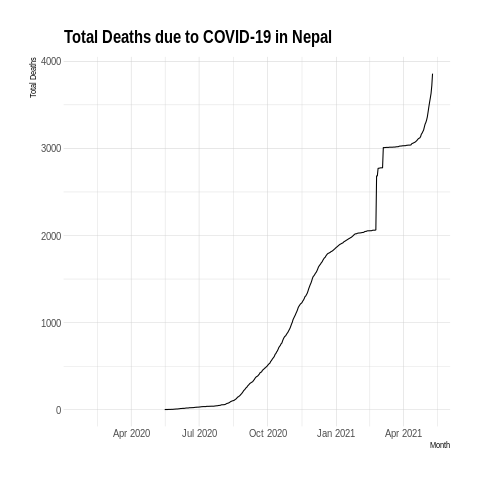 Total Deaths due to COVID-19 in Nepal
Total Deaths
4000
3000
2000
1000
0
Apr 2020 Jul 2020 Oct 2020 Jan 2021 Apr 2021
Month